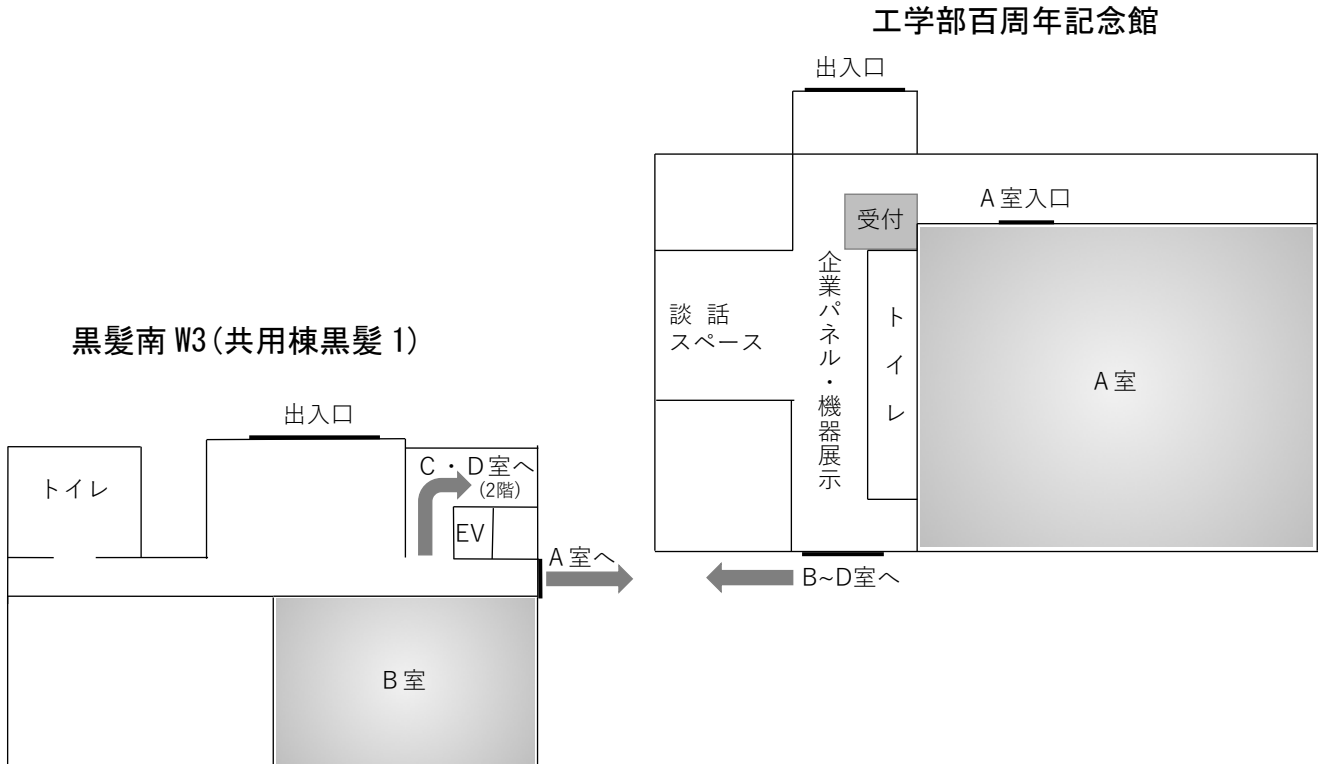 工学部百周年記念館
出入口
A室入口
受付
企業パネル・機器展示
トイレ
談 話
スペース
A室
B~D室へ
黒髪南 W3(共用棟黒髪 1)
出入口
トイレ
C・D室へ
(2階)
EV
A室へ
B室